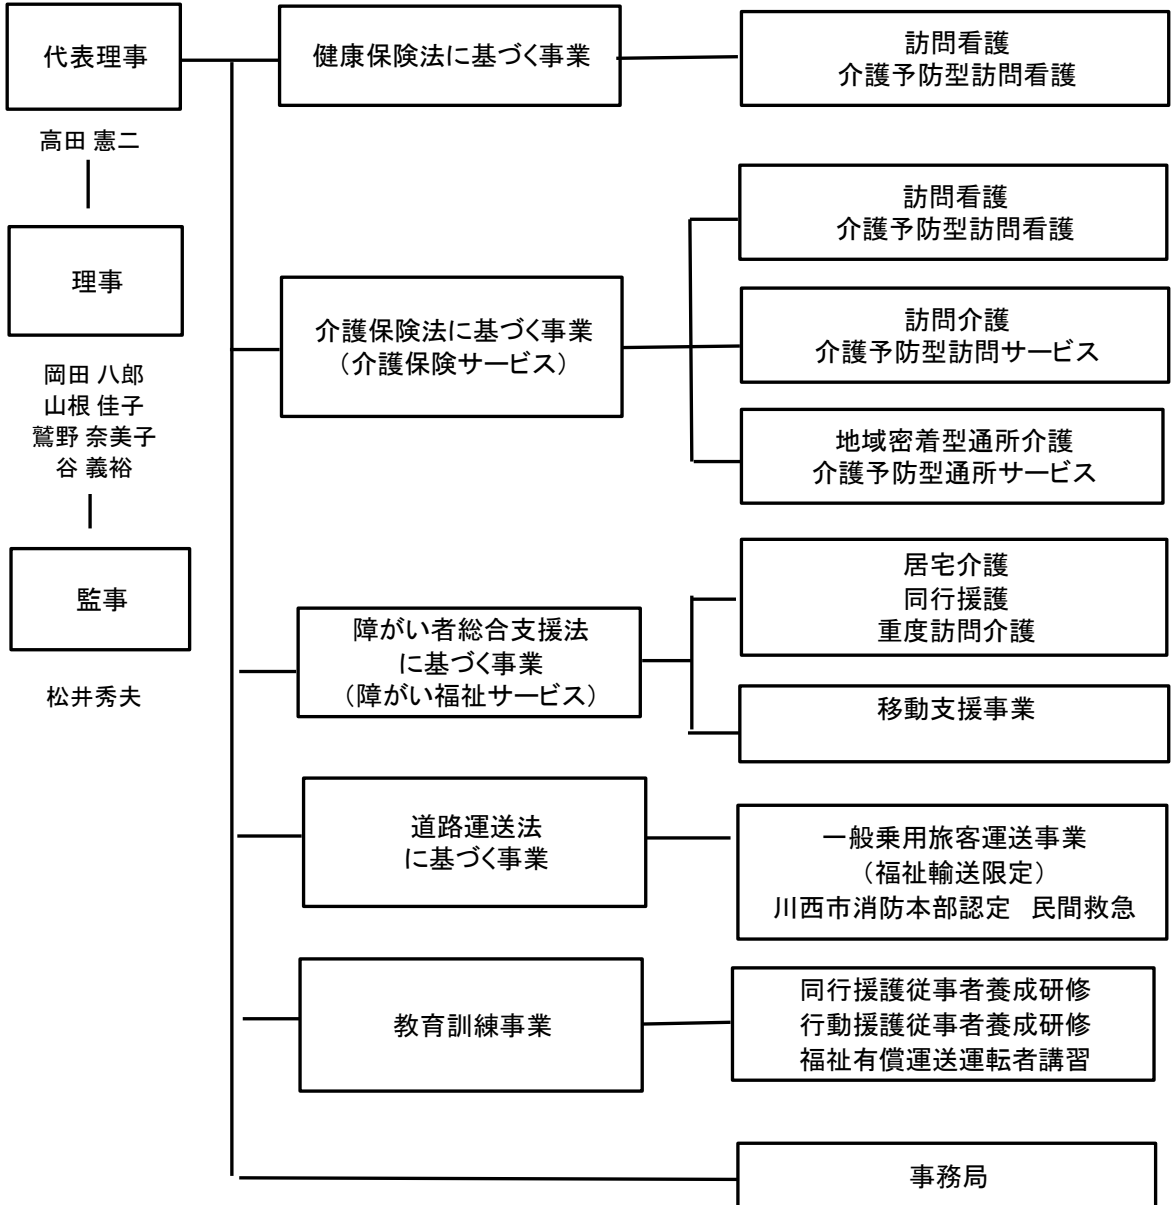 代表理事
高田 憲二
理事
岡田 八郎
山根 佳子
鷲野 奈美子
谷 義裕
監事
松井秀夫
健康保険法に基づく事業
訪問看護
介護予防型訪問看護
介護保険法に基づく事業
（介護保険サービス）
訪問看護
介護予防型訪問看護
訪問介護
介護予防型訪問サービス
地域密着型通所介護
介護予防型通所サービス
障がい者総合支援法
に基づく事業
（障がい福祉サービス）
居宅介護
同行援護
重度訪問介護
移動支援事業
道路運送法
に基づく事業
一般乗用旅客運送事業
（福祉輸送限定）
川西市消防本部認定　民間救急
教育訓練事業
同行援護従事者養成研修
行動援護従事者養成研修
福祉有償運送運転者講習
事務局